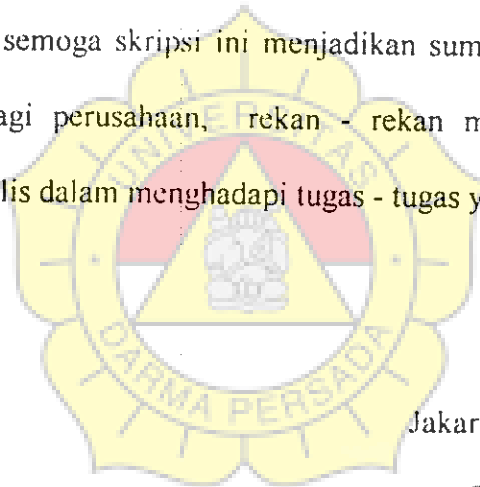 semoga skripsi ini menjadikan sum
agi perusahaan, rekan - rekan m
lis dalam menghadapi tugas - tugas y
UNIVERSITAS
DARMA PERSADA
Jakar